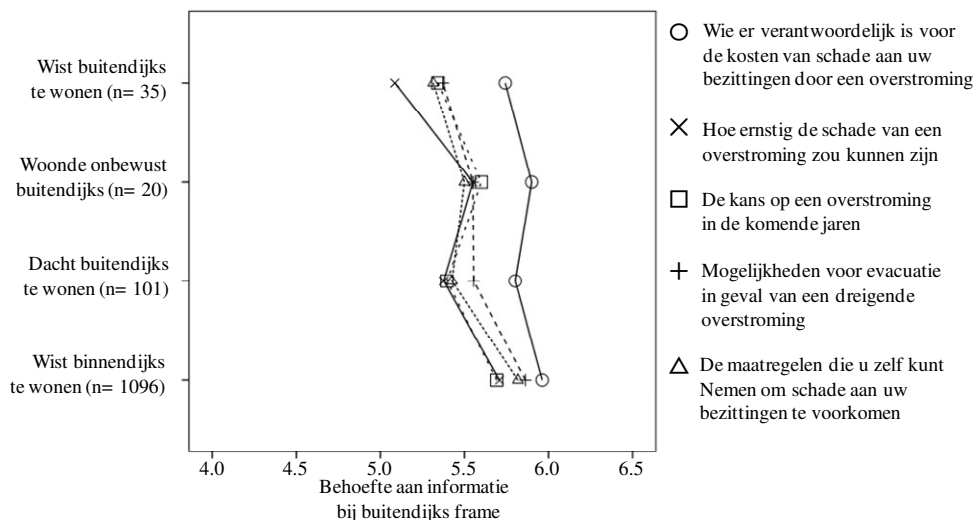 Wist buitendijks
te wonen (n= 35)
Woonde onbewust
buitendijks (n= 20)
Dacht buitendijks
te wonen (n= 101)
Wist binnendijks
te wonen (n= 1096)
4.0 4.5 5.0 5.5 6.0 6.5
Behoefte aan informatie
bij buitendijks frame
Wie er verantwoordelijk is voor
de kosten van schade aan uw
bezittingen door een overstroming
Hoe ernstig de schade van een
overstroming zou kunnen zijn
De kans op een overstroming
in de komende jaren
Mogelijkheden voor evacuatie
in geval van een dreigende
overstroming
De maatregelen die u zelf kunt
Nemen om schade aan uw
bezittingen te voorkomen